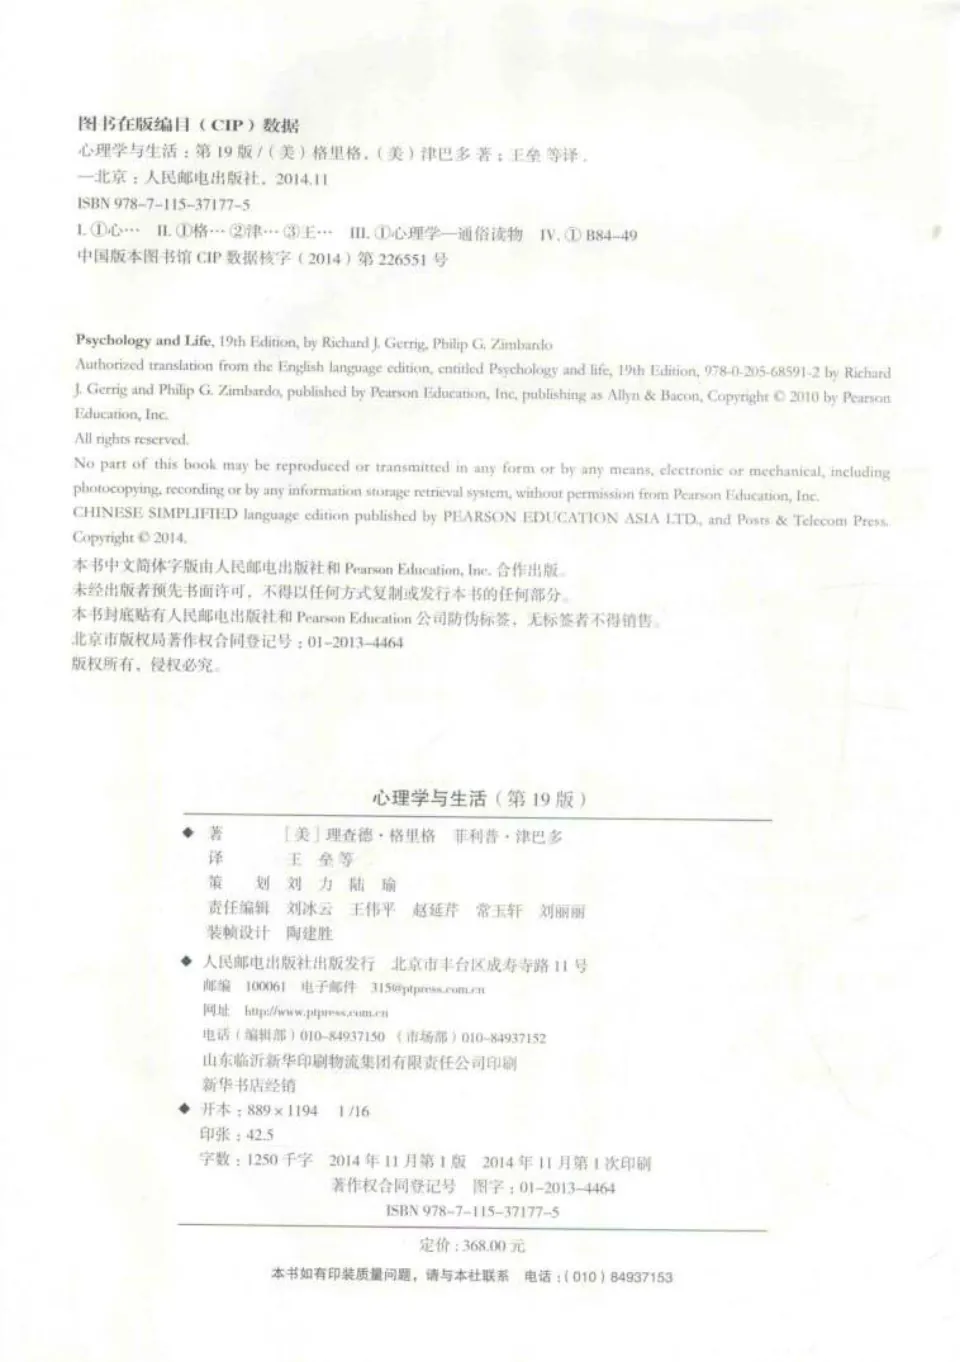 图书在版编目（CIP）数据
心理学与生活：第19版/（美）格里格，（美）津巴多 著；王垒 等译．
—北京：人民邮电出版社，2014.11
ISBN 978-7-115-37177-5
I. ①心… II. ①格… ②津… ③王… III. ①心理学—通俗读物 IV. ① B84-49
中国版本图书馆 CIP 数据核字（2014）第 226551 号
Psychology and Life, 19th Edition, by Richard J. Gerrig, Philip G. Zimbardo
Authorized translation from the English language edition, entitled Psychology and life, 19th Edition, 978-0-205-68591-2 by Richard
J. Gerrig and Philip G. Zimbardo, published by Pearson Education, Inc, publishing as Allyn & Bacon, Copyright © 2010 by Pearson
Education, Inc.
All rights reserved.
No part of this book may be reproduced or transmitted in any form or by any means, electronic or mechanical, including
photocopying, recording or by any information storage retrieval system, without permission from Pearson Education, Inc.
CHINESE SIMPLIFIED language edition published by PEARSON EDUCATION ASIA LTD., and Posts & Telecom Press.
Copyright © 2014.
本书中文简体字版由人民邮电出版社和 Pearson Education, Inc. 合作出版。
未经出版者预先书面许可，不得以任何方式复制或发行本书的任何部分。
本书封底贴有人民邮电出版社和 Pearson Education 公司防伪标签，无标签者不得销售。
北京市版权局著作权合同登记号：01-2013-4464
版权所有，侵权必究。
心理学与生活（第 19 版）
◆ 著 ［美］理查德·格里格 菲利普·津巴多
译 王 垒等
策 划 刘 力 陆 瑜
责任编辑 刘冰云 王伟平 赵延芹 常玉轩 刘丽丽
装帧设计 陶建胜
◆ 人民邮电出版社出版发行 北京市丰台区成寿寺路 11 号
邮编 100061 电子邮件 315@ptpress.com.cn
网址 http://www.ptpress.com.cn
电话（编辑部）010-84937150 （市场部）010-84937152
山东临沂新华印刷物流集团有限责任公司印刷
新华书店经销
◆ 开本：889×1194 1/16
印张：42.5
字数：1250 千字 2014 年 11 月第 1 版 2014 年 11 月第 1 次印刷
著作权合同登记号 图字：01-2013-4464
ISBN 978-7-115-37177-5
定价：368.00 元
本书如有印装质量问题，请与本社联系 电话：（010）84937153